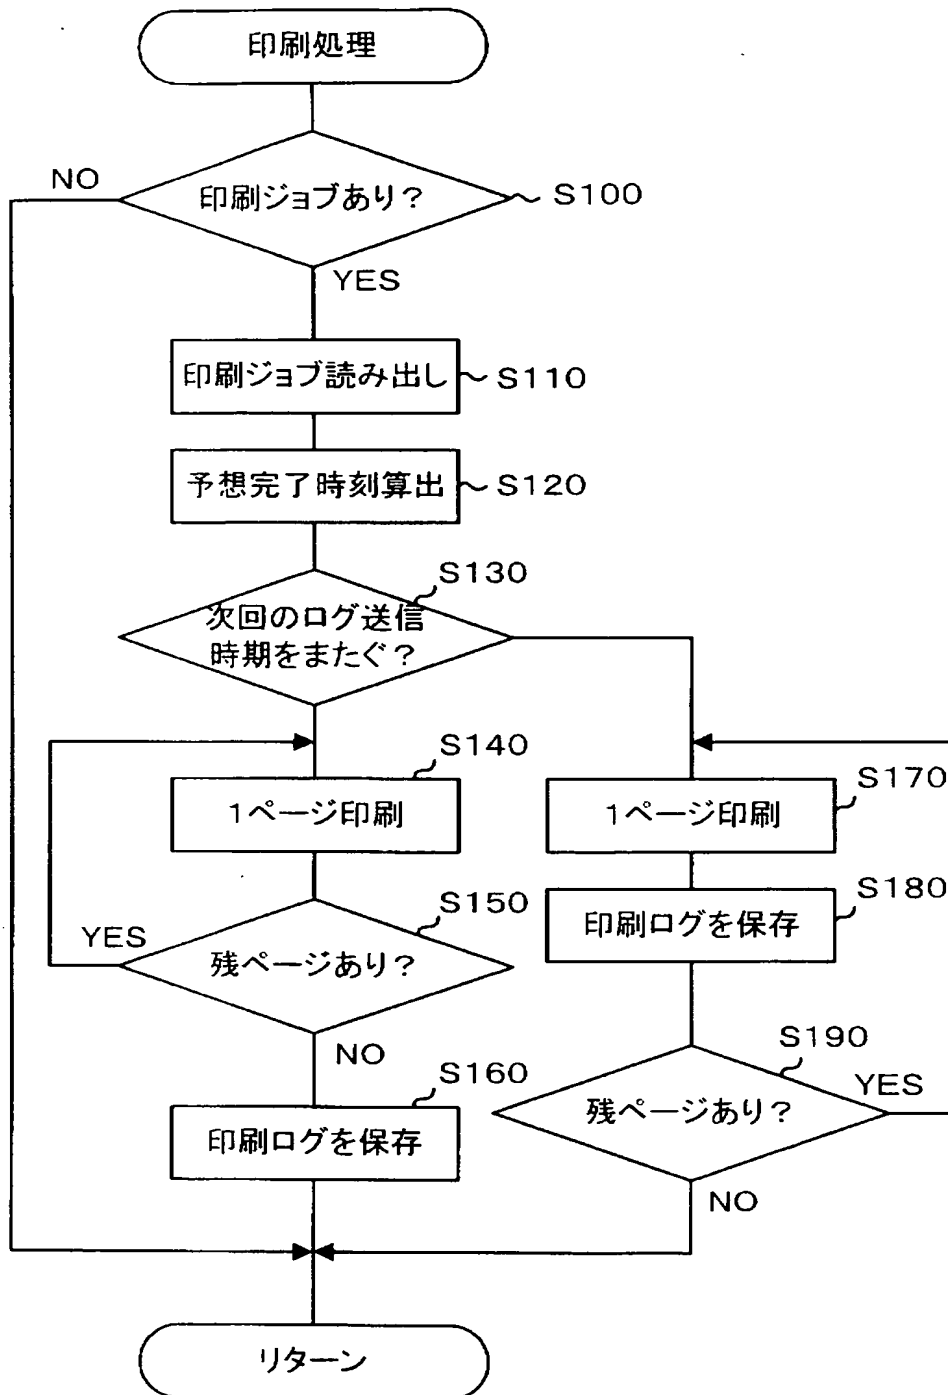 印刷処理
NO
印刷ジョブあり?
S100
YES
印刷ジョブ読み出し
S110
予想完了時刻算出
S120
S130
次回のログ送信
時期をまたぐ?
S140
1ページ印刷
S150
YES
残ページあり?
NO
S160
印刷ログを保存
S170
1ページ印刷
S180
印刷ログを保存
S190
YES
残ページあり?
NO
リターン